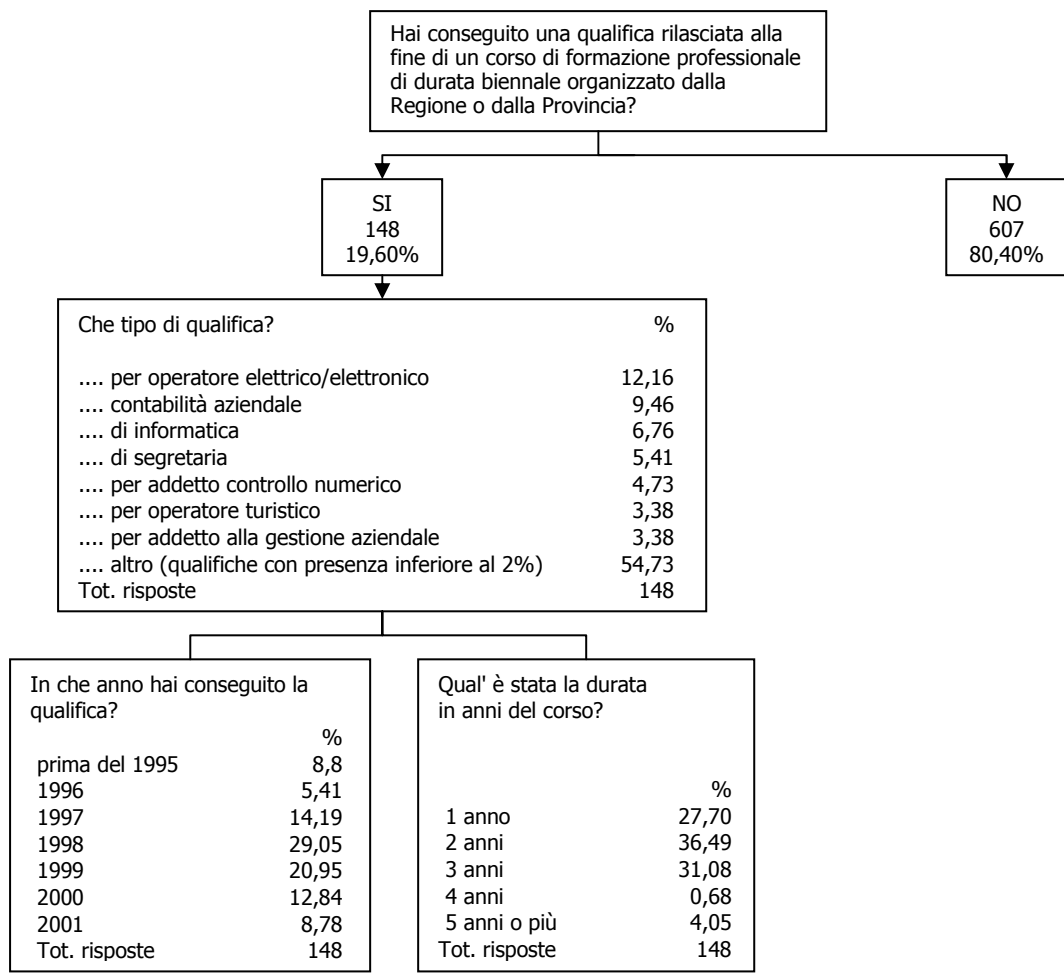 Hai conseguito una qualifica rilasciata alla
fine di un corso di formazione professionale
di durata biennale organizzato dalla
Regione o dalla Provincia?
SI
148
19,60%
NO
607
80,40%
Che tipo di qualifica? %
.... per operatore elettrico/elettronico 12,16
.... contabilità aziendale 9,46
.... di informatica 6,76
.... di segretaria 5,41
.... per addetto controllo numerico 4,73
.... per operatore turistico 3,38
.... per addetto alla gestione aziendale 3,38
.... altro (qualifiche con presenza inferiore al 2%) 54,73
Tot. risposte 148
In che anno hai conseguito la
qualifica?
%
prima del 1995 8,8
1996 5,41
1997 14,19
1998 29,05
1999 20,95
2000 12,84
2001 8,78
Tot. risposte 148
Qual' è stata la durata
in anni del corso?
%
1 anno 27,70
2 anni 36,49
3 anni 31,08
4 anni 0,68
5 anni o più 4,05
Tot. risposte 148